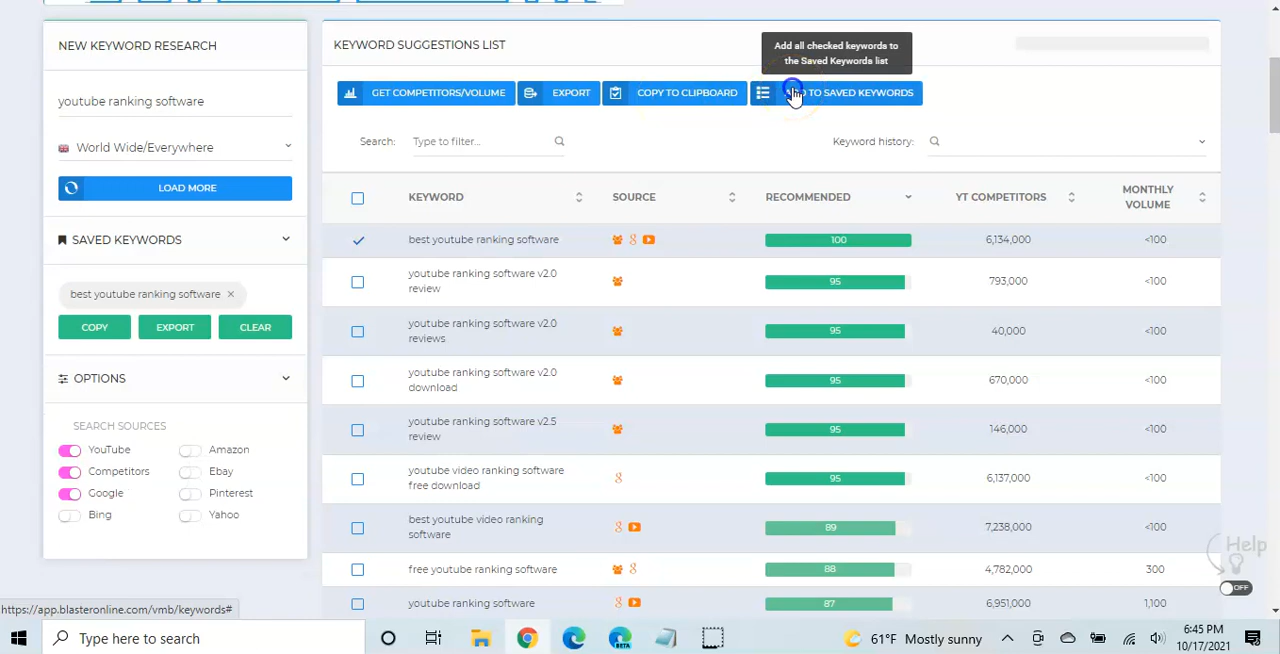 NEW KEYWORD RESEARCH
youtube ranking software
World Wide/Everywhere
LOAD MORE
SAVED KEYWORDS
best youtube ranking software ×
COPY
EXPORT
CLEAR
OPTIONS
SEARCH SOURCES
YouTube
Amazon
Competitors
Ebay
Google
Pinterest
Bing
Yahoo
KEYWORD SUGGESTIONS LIST
Add all checked keywords to
the Saved Keywords list
GET COMPETITORS/VOLUME
EXPORT
COPY TO CLIPBOARD
TO SAVED KEYWORDS
Search: Type to filter...
Keyword history:
KEYWORD SOURCE RECOMMENDED YT COMPETITORS MONTHLY
VOLUME
best youtube ranking software 100 6,134,000 <100
youtube ranking software v2.0
review 95 793,000 <100
youtube ranking software v2.0
reviews 95 40,000 <100
youtube ranking software v2.0
download 95 670,000 <100
youtube ranking software v2.5
review 95 146,000 <100
youtube video ranking software
free download 95 6,137,000 <100
best youtube video ranking
software 89 7,238,000 <100
free youtube ranking software 88 4,782,000 300
youtube ranking software 87 6,951,000 1,100
Help
OFF
https://app.blasteronline.com/vmb/keywords#
Type here to search
BETA
61°F Mostly sunny
6:45 PM
10/17/2021